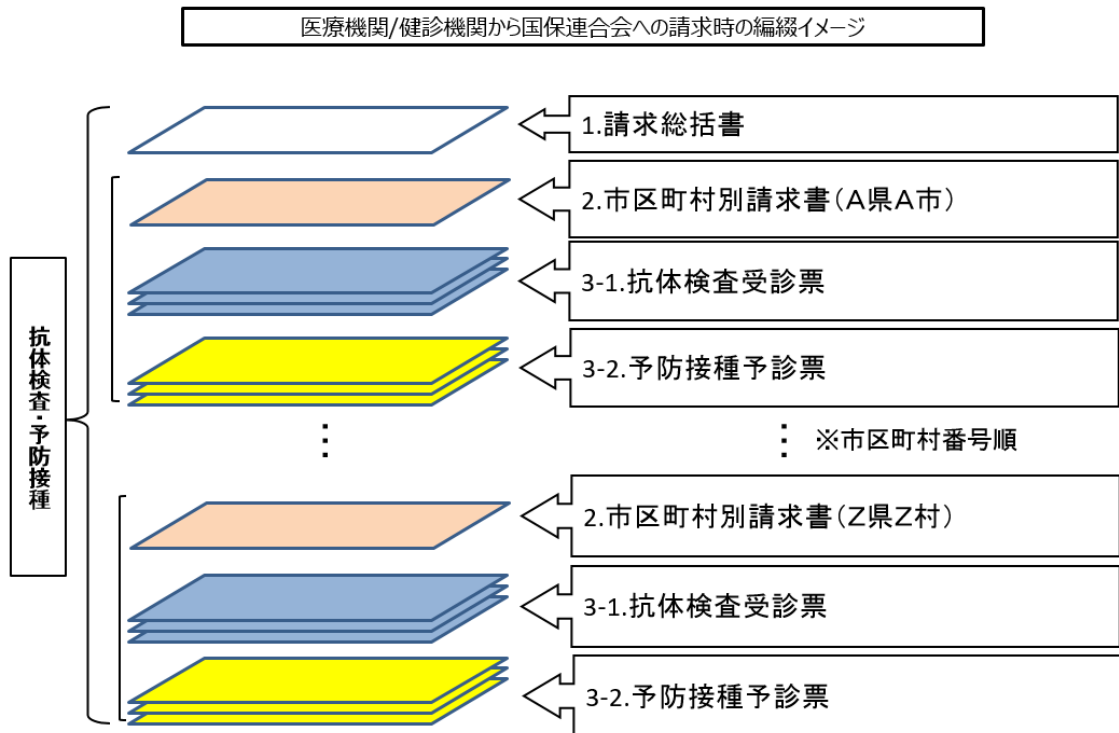 医療機関/健診機関から国保連合会への請求時の編綴イメージ
1.請求総括書
2.市区町村別請求書(A県A市)
3-1.抗体検査受診票
3-2.予防接種予診票
抗体検査・予防接種
⋮
⋮ ※市区町村番号順
2.市区町村別請求書(Z県Z村)
3-1.抗体検査受診票
3-2.予防接種予診票